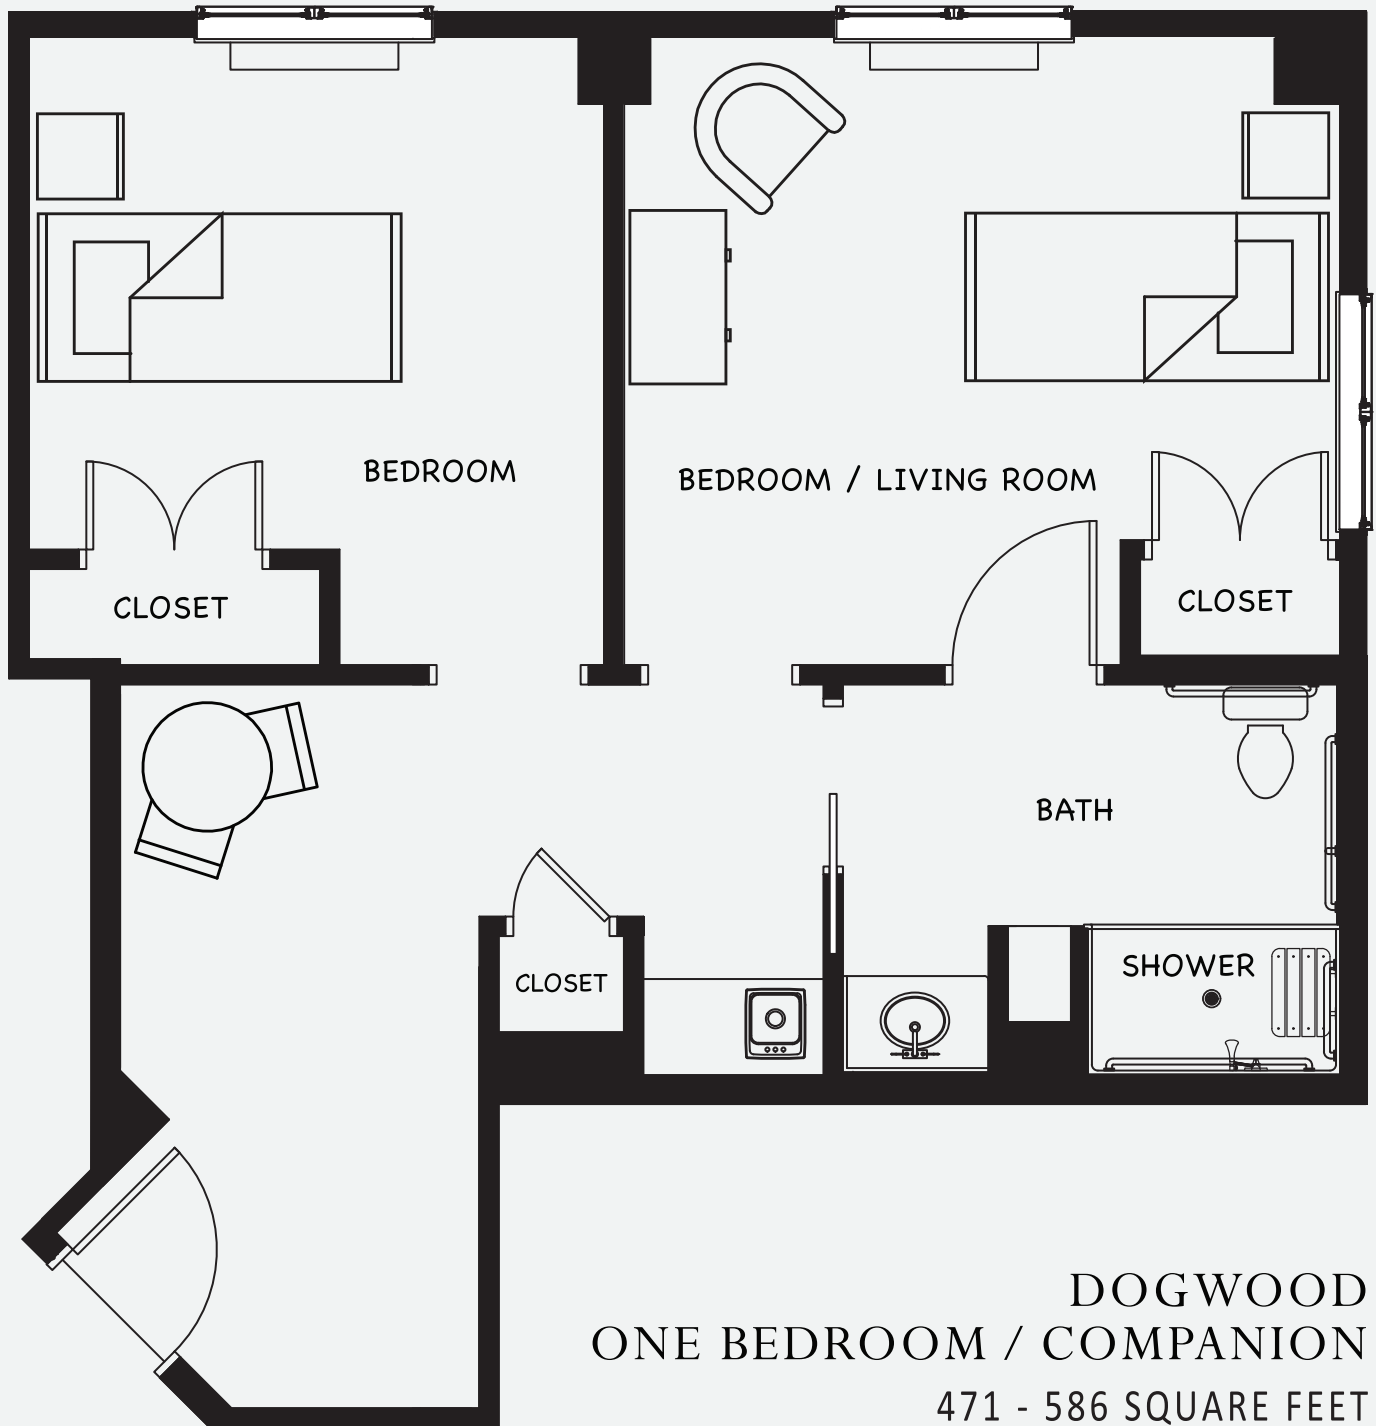 BEDROOM
BEDROOM / LIVING ROOM
CLOSET
CLOSET
BATH
CLOSET
SHOWER
DOGWOOD
ONE BEDROOM / COMPANION
471 - 586 SQUARE FEET